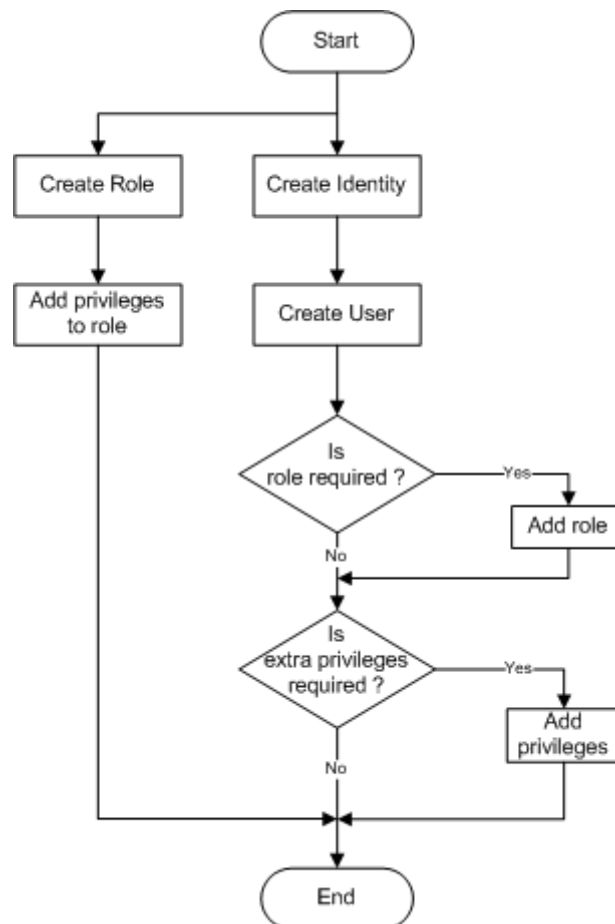 Start
Create Role
Create Identity
Add privileges
to role
Create User
Is
role required ?
Yes
Add role
No
Is
extra privileges
required ?
Yes
Add
privileges
No
End